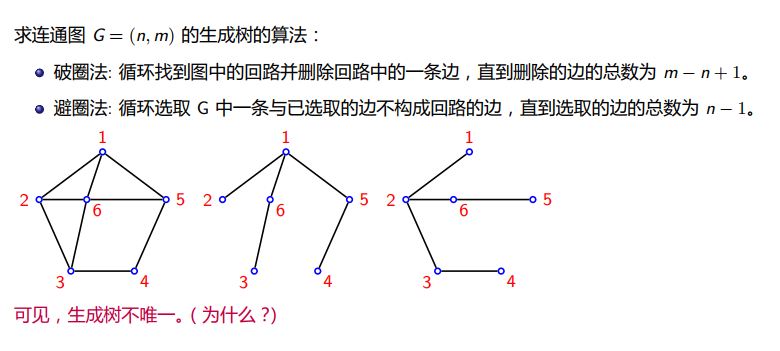 求连通图 G = (n, m) 的生成树的算法：
破圈法: 循环找到图中的回路并删除回路中的一条边，直到删除的边的总数为 m − n + 1。
避圈法: 循环选取 G 中一条与已选取的边不构成回路的边，直到选取的边的总数为 n − 1。
1 1 1
2 6 5 2 6 5 2 6 5
3 4 3 4 3 4
可见，生成树不唯一。( 为什么？)